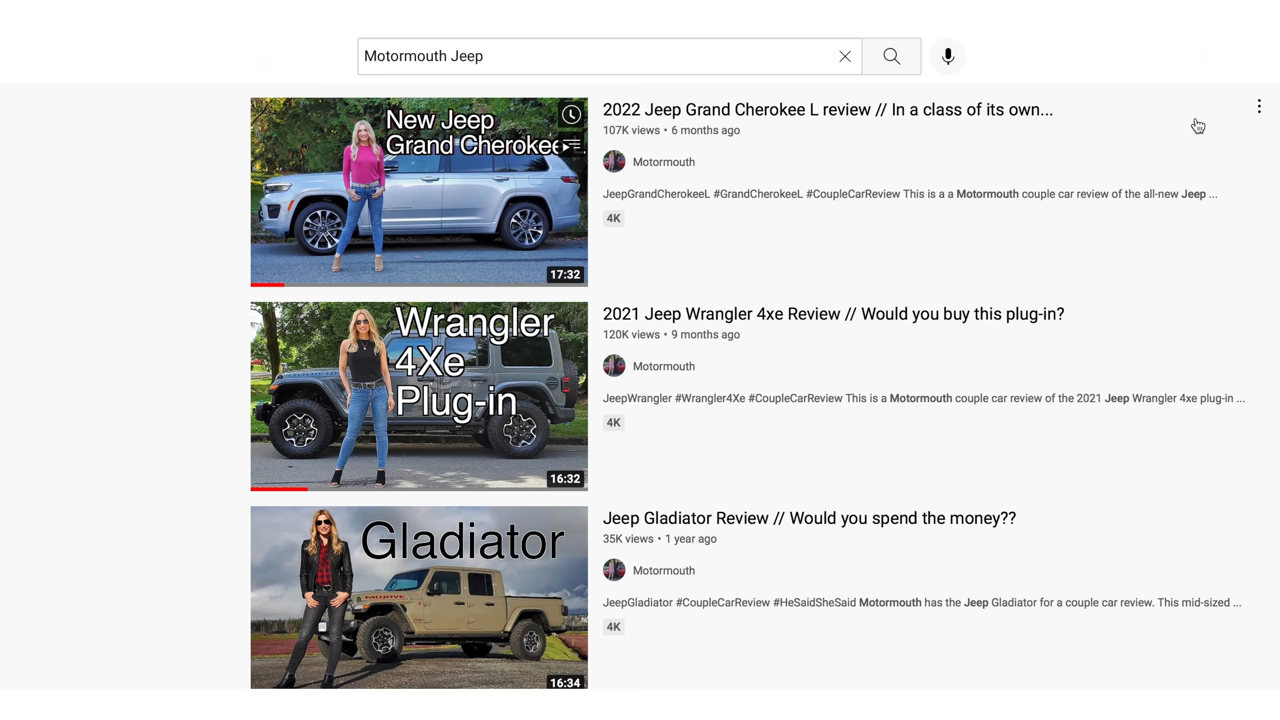 Motormouth Jeep
New Jeep
Grand Cherokee
17:32
2022 Jeep Grand Cherokee L review // In a class of its own...
107K views • 6 months ago
Motormouth
JeepGrandCherokeeL #GrandCherokeeL #CoupleCarReview This is a a Motormouth couple car review of the all-new Jeep ...
4K
Wrangler
4Xe
Plug-in
16:32
2021 Jeep Wrangler 4xe Review // Would you buy this plug-in?
120K views • 9 months ago
Motormouth
JeepWrangler #Wrangler4Xe #CoupleCarReview This is a Motormouth couple car review of the 2021 Jeep Wrangler 4xe plug-in ...
4K
Gladiator
MOJAVE
16:34
Jeep Gladiator Review // Would you spend the money??
35K views • 1 year ago
Motormouth
JeepGladiator #CoupleCarReview #HeSaidSheSaid Motormouth has the Jeep Gladiator for a couple car review. This mid-sized ...
4K